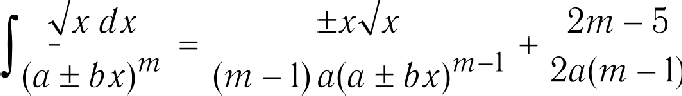 ∫ √x dx / (a ± bx)^m = ±x√x / (m − 1) a(a ± bx)^{m−1} + 2m − 5 / 2a(m − 1)